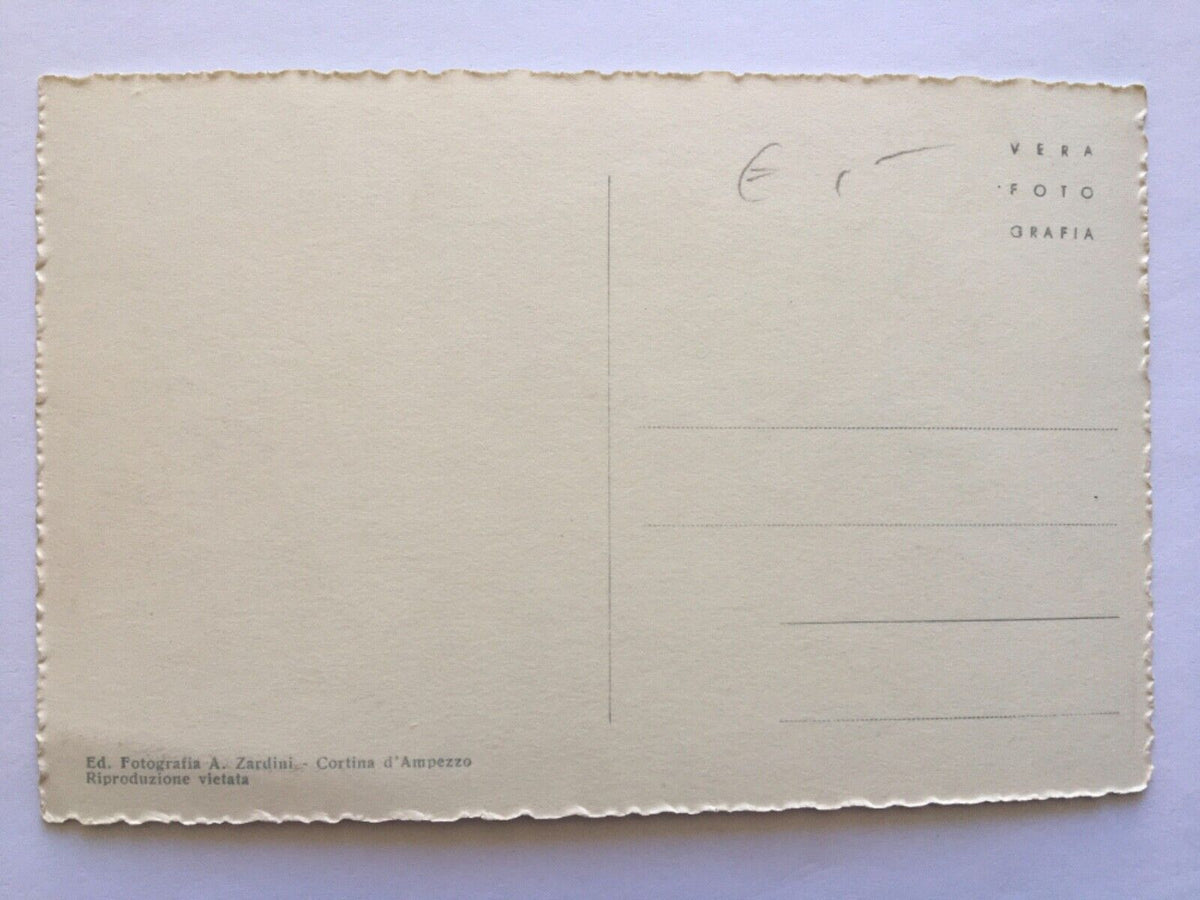 €
VERA
FOTO
GRAFIA
Ed. Fotografia A. Zardini - Cortina d'Ampezzo
Riproduzione vietata